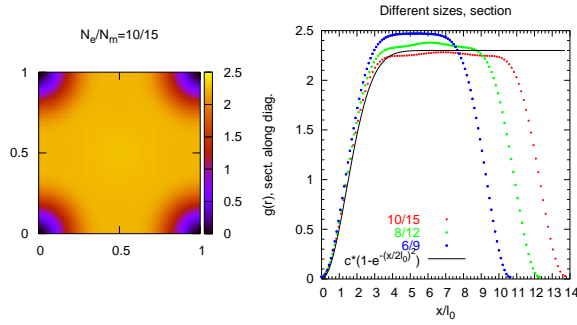 N_e/N_m=10/15
1
0.5
0
0 0.5 1
2.5
2
1.5
1
0.5
0
Different sizes, section
g(r), sect. along diag.
2.5
2
1.5
1
0.5
0
10/15
8/12
6/9
c*(1-e^{-(x/2l_0)^2})
0 1 2 3 4 5 6 7 8 9 10 11 12 13 14
x/l_0